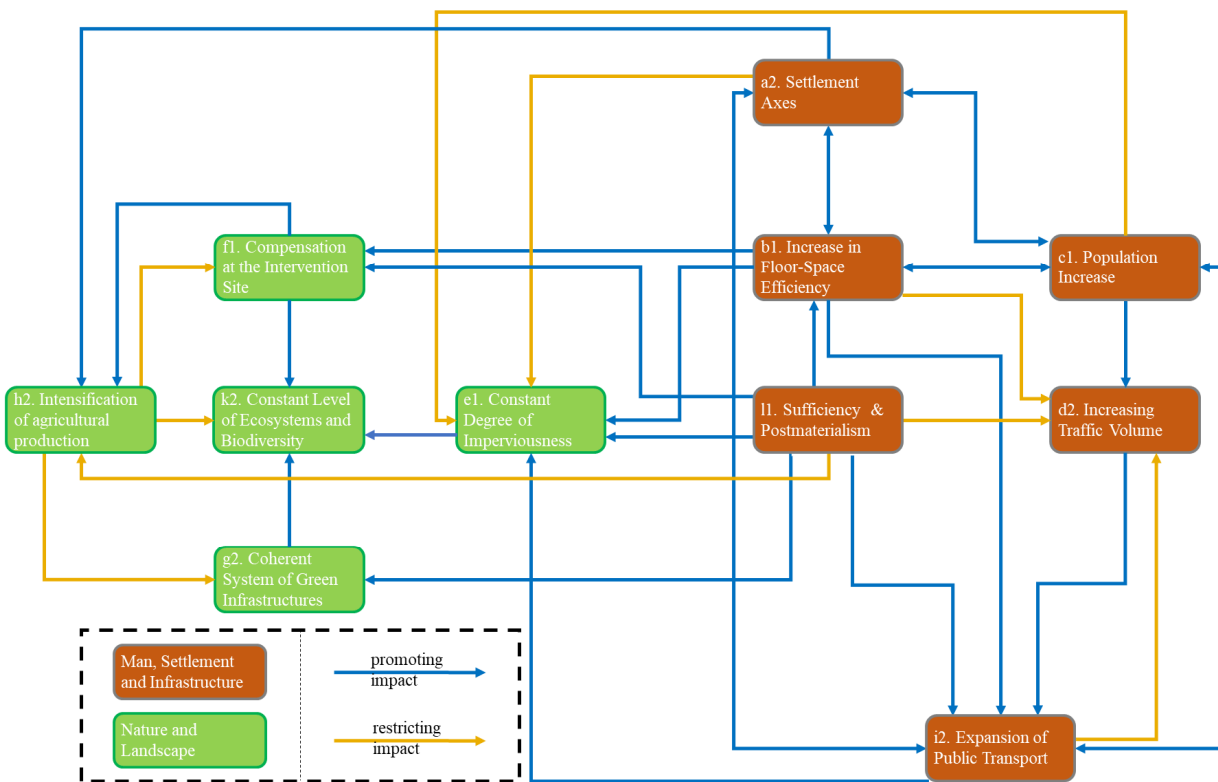 a2. Settlement
Axes
f1. Compensation
at the Intervention
Site
b1. Increase in
Floor-Space
Efficiency
c1. Population
Increase
h2. Intensification
of agricultural
production
k2. Constant Level
of Ecosystems and
Biodiversity
e1. Constant
Degree of
Imperviousness
l1. Sufficiency &
Postmaterialism
d2. Increasing
Traffic Volume
g2. Coherent
System of Green
Infrastructures
Man, Settlement
and Infrastructure
promoting
impact
Nature and
Landscape
restricting
impact
i2. Expansion of
Public Transport